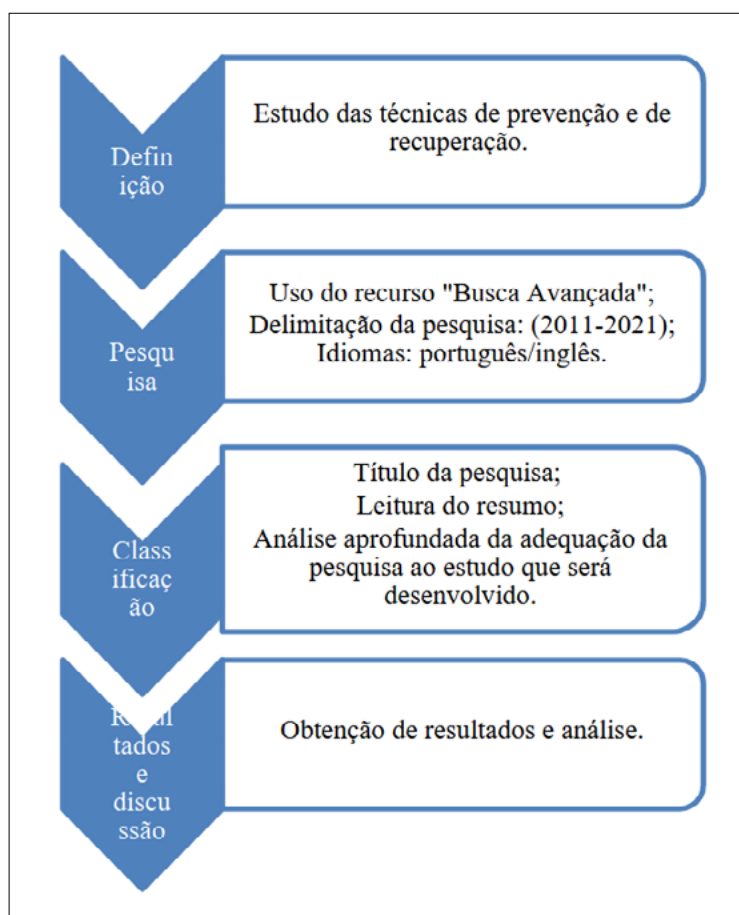 Defin
ição
Estudo das técnicas de prevenção e de
recuperação.
Pesqu
isa
Uso do recurso "Busca Avançada";
Delimitação da pesquisa: (2011-2021);
Idiomas: português/inglês.
Class
ificaç
ão
Título da pesquisa;
Leitura do resumo;
Análise aprofundada da adequação da
pesquisa ao estudo que será
desenvolvido.
Resul
tados
e
discu
ssão
Obtenção de resultados e análise.